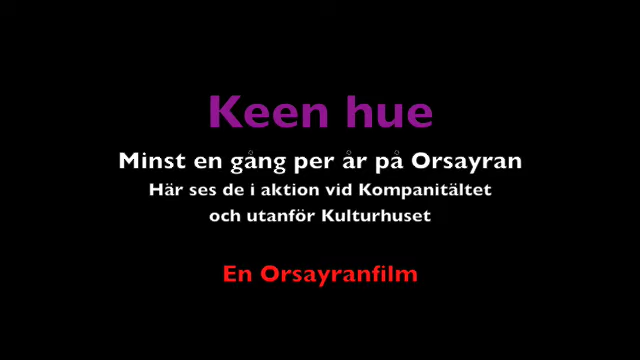 Keen hue
Minst en gång per år på Orsayran
Här ses de i aktion vid Kompanitältet
och utanför Kulturhuset
En Orsayranfilm